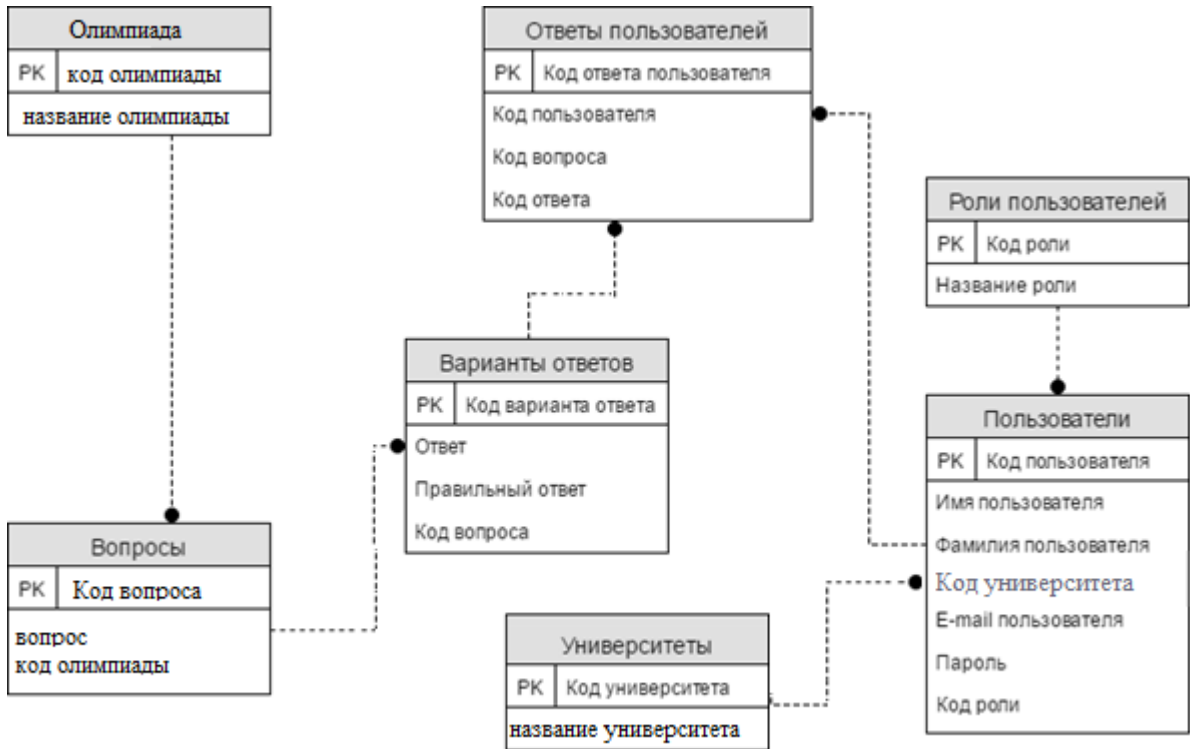 Олимпиада
PK код олимпиады
название олимпиады
Ответы пользователей
PK Код ответа пользователя
Код пользователя
Код вопроса
Код ответа
Роли пользователей
PK Код роли
Название роли
Варианты ответов
PK Код варианта ответа
Ответ
Правильный ответ
Код вопроса
Пользователи
PK Код пользователя
Имя пользователя
Фамилия пользователя
Код университета
E-mail пользователя
Пароль
Код роли
Вопросы
PK Код вопроса
вопрос
код олимпиады
Университеты
PK Код университета
название университета